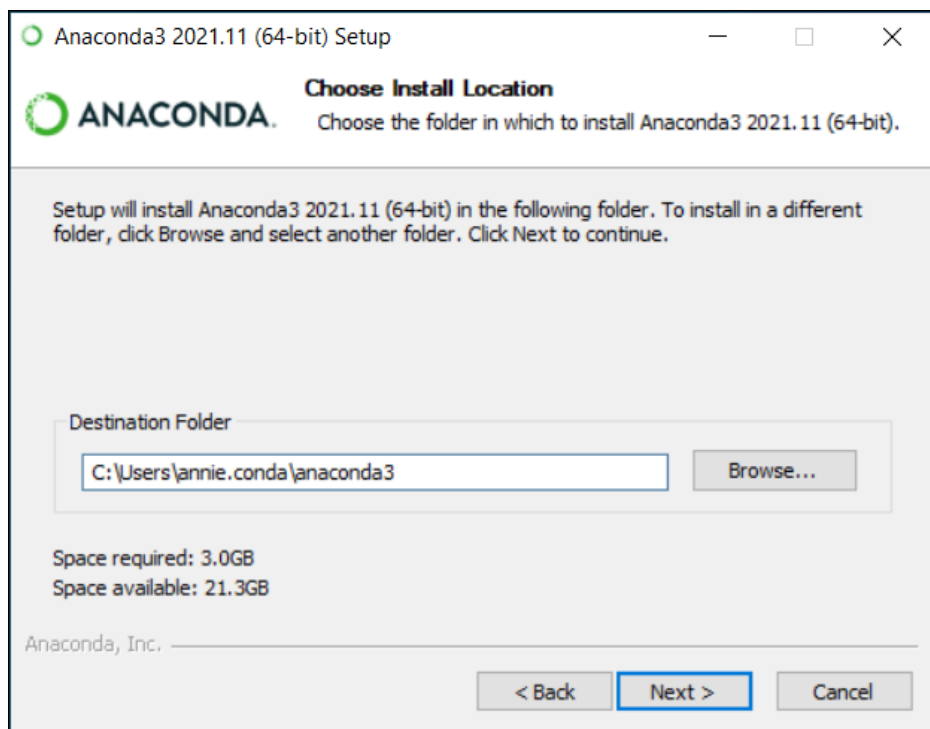 Anaconda3 2021.11 (64-bit) Setup
ANACONDA.
Choose Install Location
Choose the folder in which to install Anaconda3 2021.11 (64-bit).
Setup will install Anaconda3 2021.11 (64-bit) in the following folder. To install in a different
folder, click Browse and select another folder. Click Next to continue.
Destination Folder
C:\Users\annie.conda\anaconda3
Browse...
Space required: 3.0GB
Space available: 21.3GB
Anaconda, Inc.
< Back
Next >
Cancel